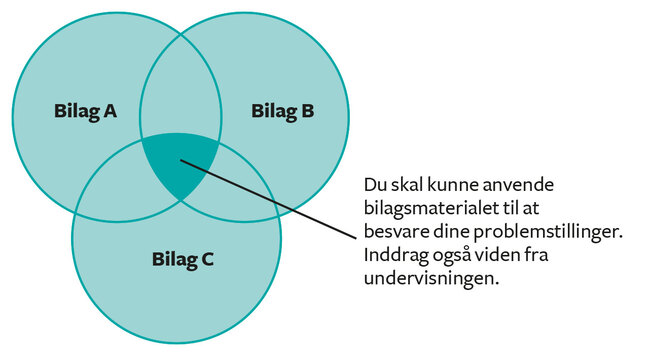 Bilag A
Bilag B
Bilag C
Du skal kunne anvende
bilagsmaterialet til at
besvare dine problemstillinger.
Inddrag også viden fra
undervisningen.